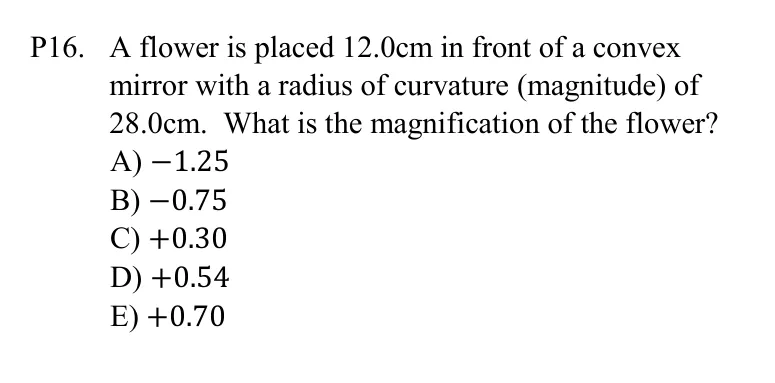 P16. A flower is placed 12.0cm in front of a convex
mirror with a radius of curvature (magnitude) of
28.0cm. What is the magnification of the flower?
A) −1.25
B) −0.75
C) +0.30
D) +0.54
E) +0.70